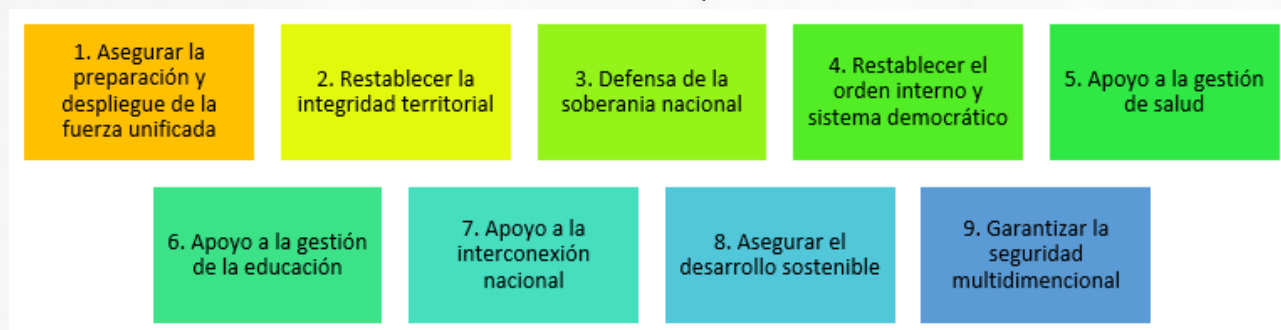 1. Asegurar la
preparación y
despliegue de la
fuerza unificada
2. Restablecer la
integridad territorial
3. Defensa de la
soberania nacional
4. Restablecer el
orden interno y
sistema democrático
5. Apoyo a la gestión
de salud
6. Apoyo a la gestión
de la educación
7. Apoyo a la
interconexión
nacional
8. Asegurar el
desarrollo sostenible
9. Garantizar la
seguridad
multidimencional